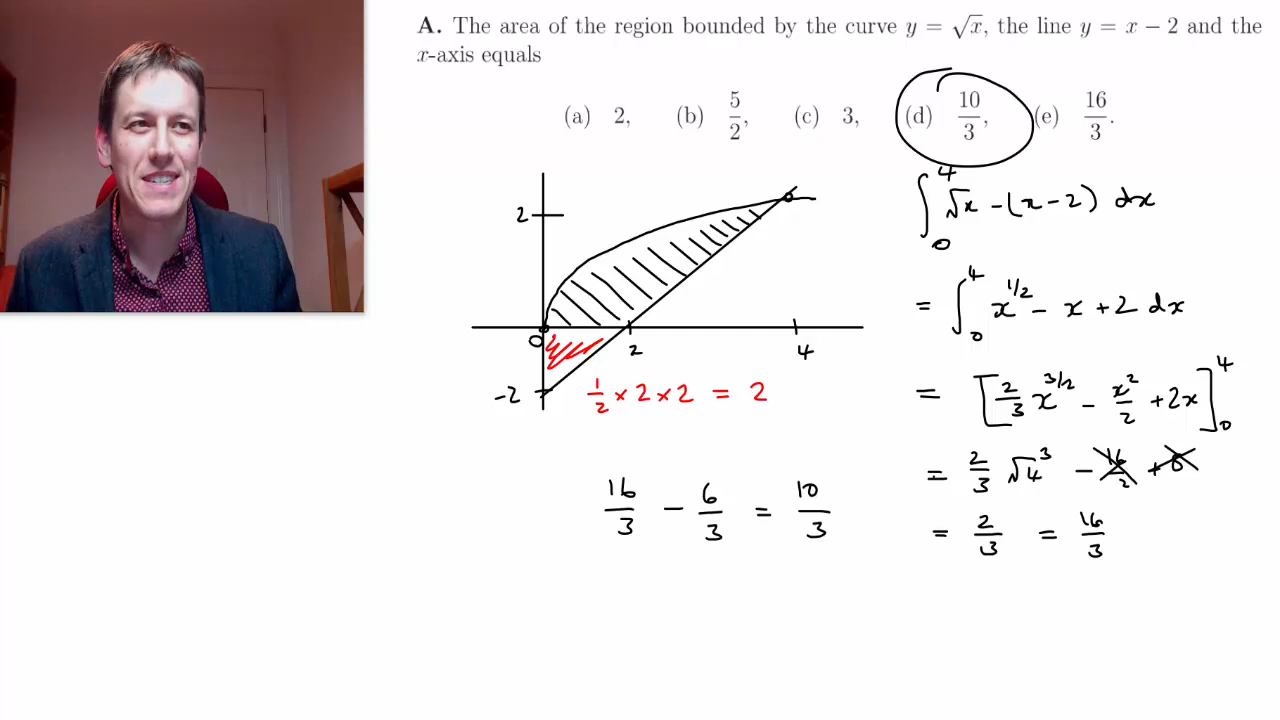 A. The area of the region bounded by the curve y = √x, the line y = x − 2 and the
x-axis equals
(a) 2, (b) 5/2, (c) 3, (d) 10/3, (e) 16/3.
2
0 2 4
-2
1/2 × 2 × 2 = 2
16/3 − 6/3 = 10/3
∫₀⁴ √x − (x − 2) dx
= ∫₀⁴ x^1/2 − x + 2 dx
= [2/3 x^3/2 − x²/2 + 2x]₀⁴
= 2/3 √4³ − 16/2 + 8
= 2/3 = 16/3